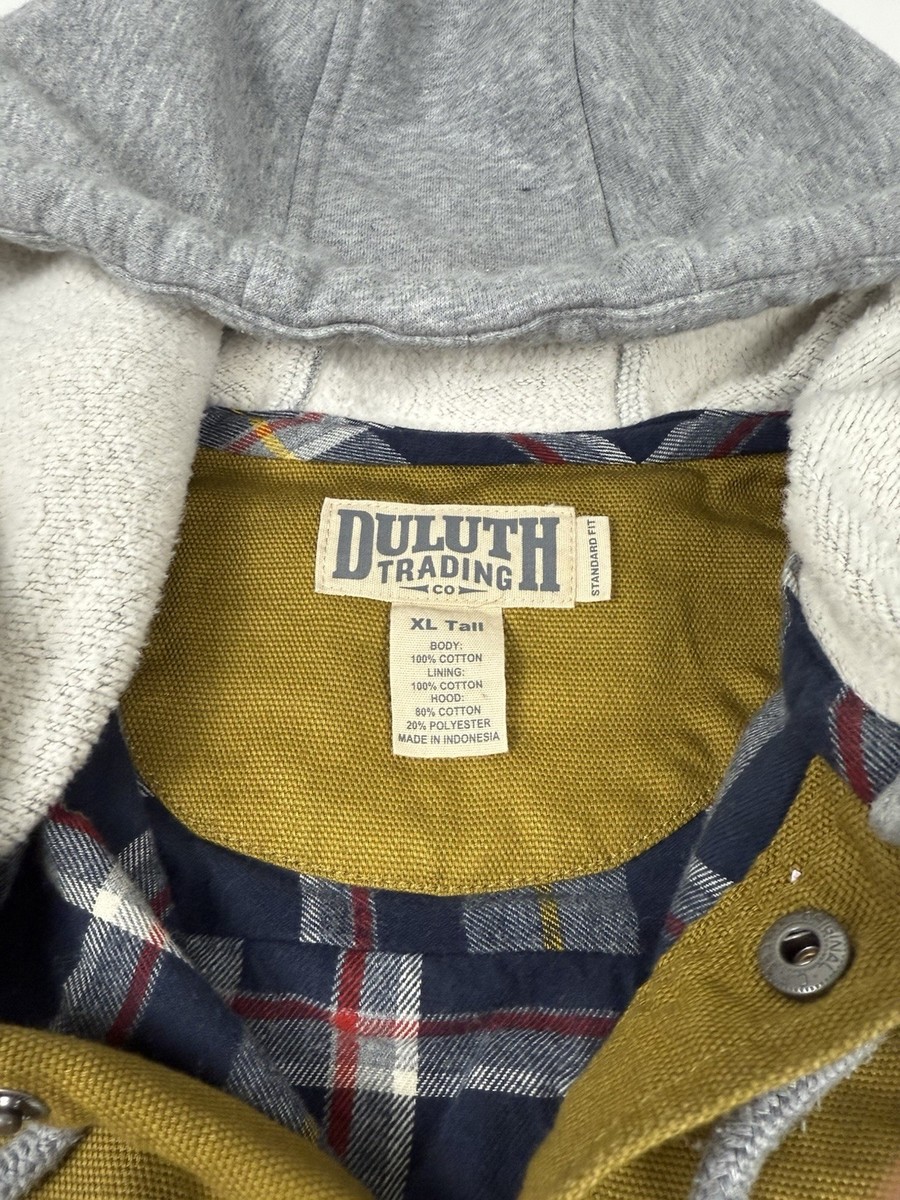 DULUTH
TRADING
CO
STANDARD FIT
XL Tall
BODY:
100% COTTON
LINING:
100% COTTON
HOOD:
80% COTTON
20% POLYESTER
MADE IN INDONESIA